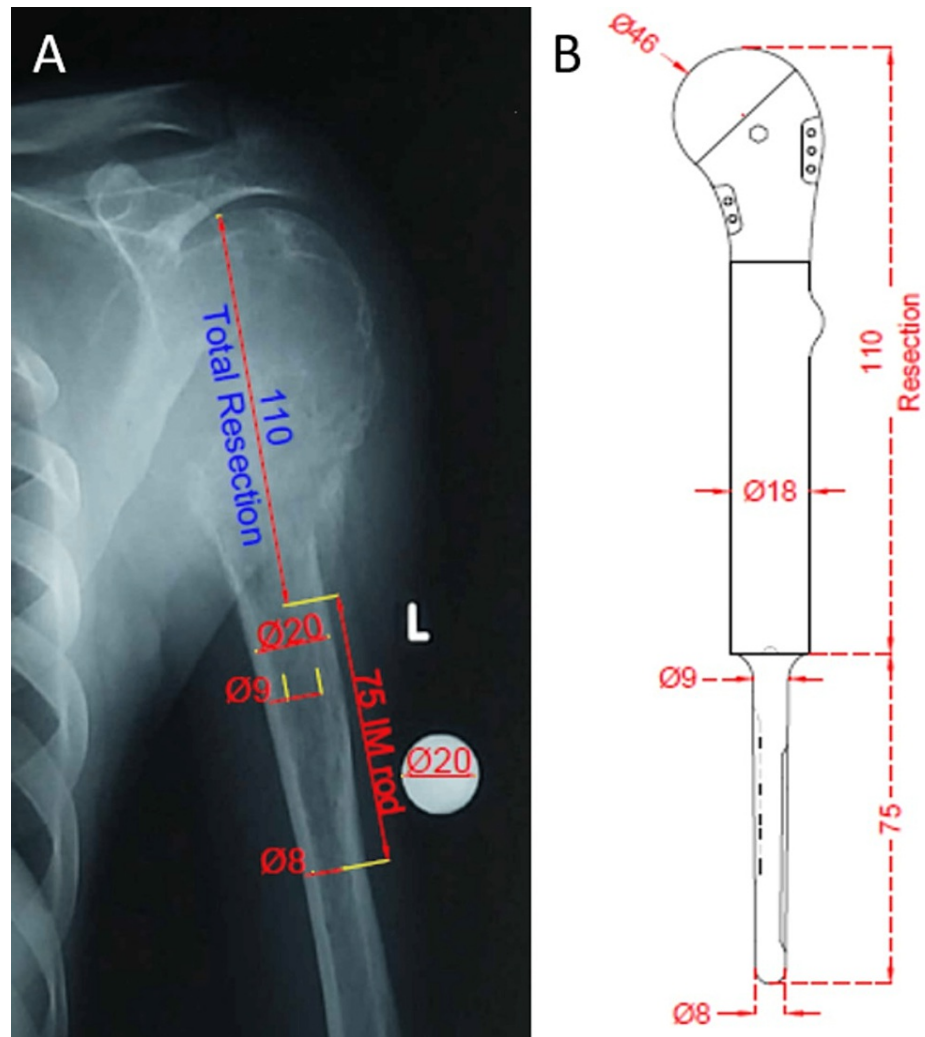 A
110
Total Resection
Ø20
Ø9
75 IM rod
Ø8
L
Ø20
B
Ø46
110
Resection
Ø18
Ø9
75
Ø8